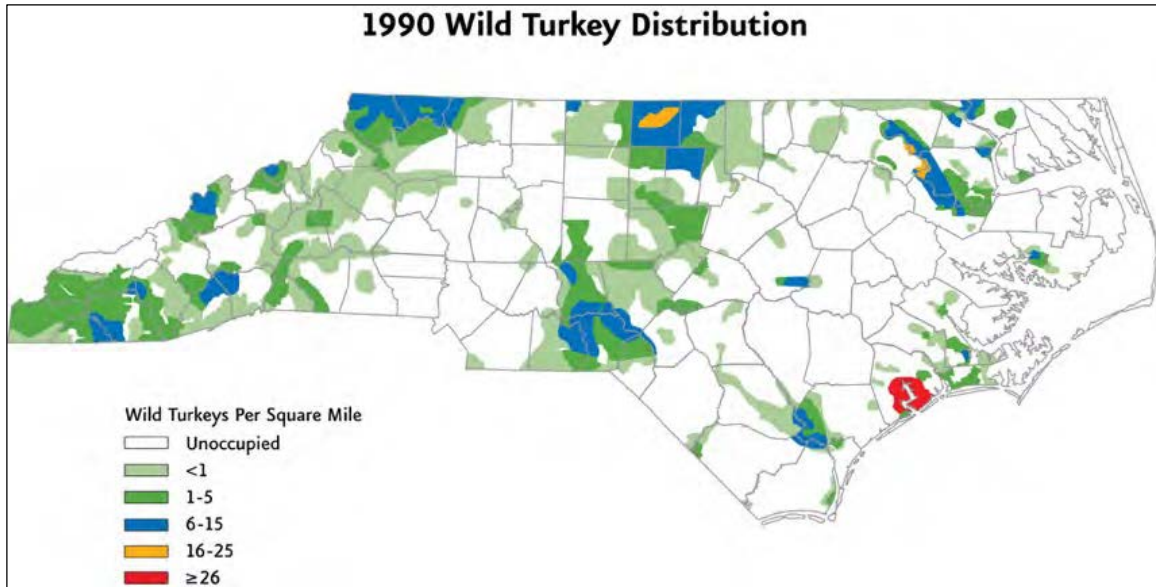 1990 Wild Turkey Distribution
Wild Turkeys Per Square Mile
Unoccupied
<1
1-5
6-15
16-25
≥26